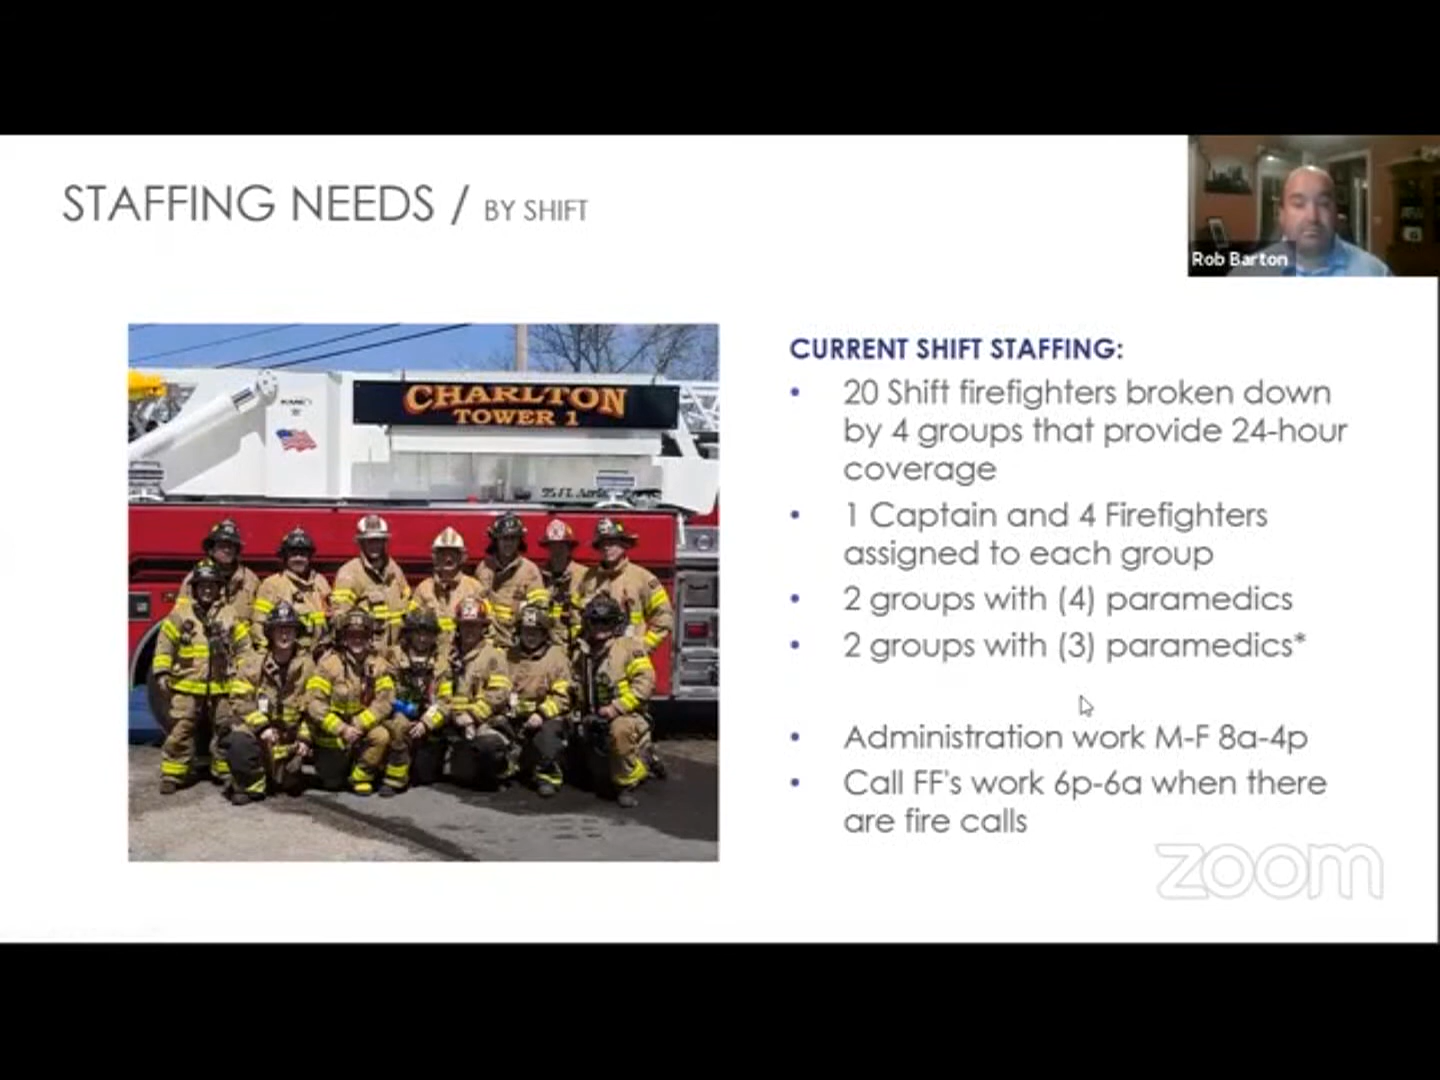 STAFFING NEEDS / BY SHIFT
Rob Barton
CHARLTON
TOWER 1
CURRENT SHIFT STAFFING:
• 20 Shift firefighters broken down
by 4 groups that provide 24-hour
coverage
• 1 Captain and 4 Firefighters
assigned to each group
• 2 groups with (4) paramedics
• 2 groups with (3) paramedics*
• Administration work M-F 8a-4p
• Call FF's work 6p-6a when there
are fire calls
zoom